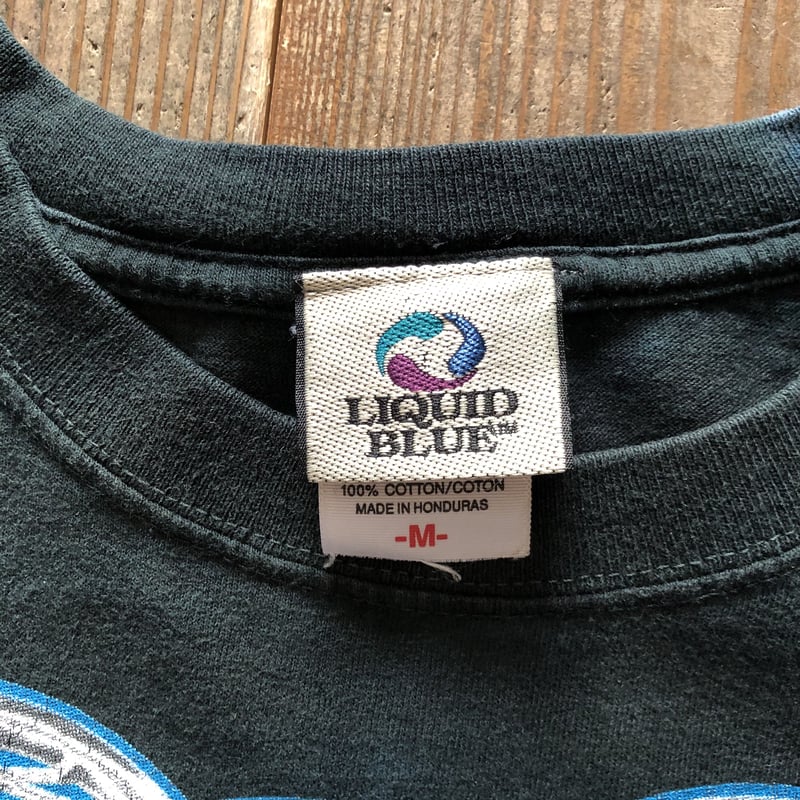 LIQUID
BLUE™
100% COTTON/COTON
MADE IN HONDURAS
-M-